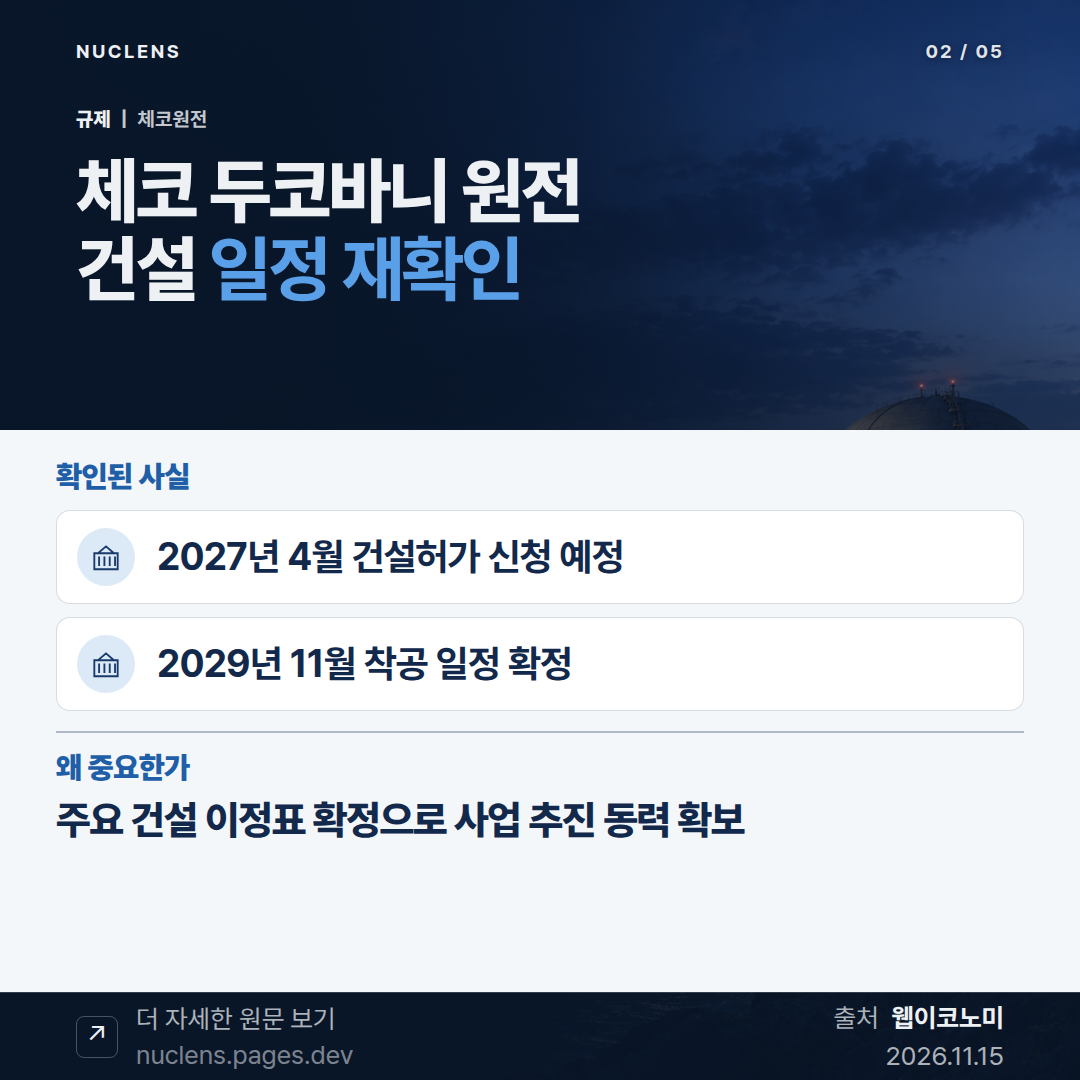 NUCLENS
02 / 05
규제 | 체코원전
체코 두코바니 원전
건설 일정 재확인
확인된 사실
2027년 4월 건설허가 신청 예정
2029년 11월 착공 일정 확정
왜 중요한가
주요 건설 이정표 확정으로 사업 추진 동력 확보
더 자세한 원문 보기
nuclens.pages.dev
출처 웹이코노미
2026.11.15